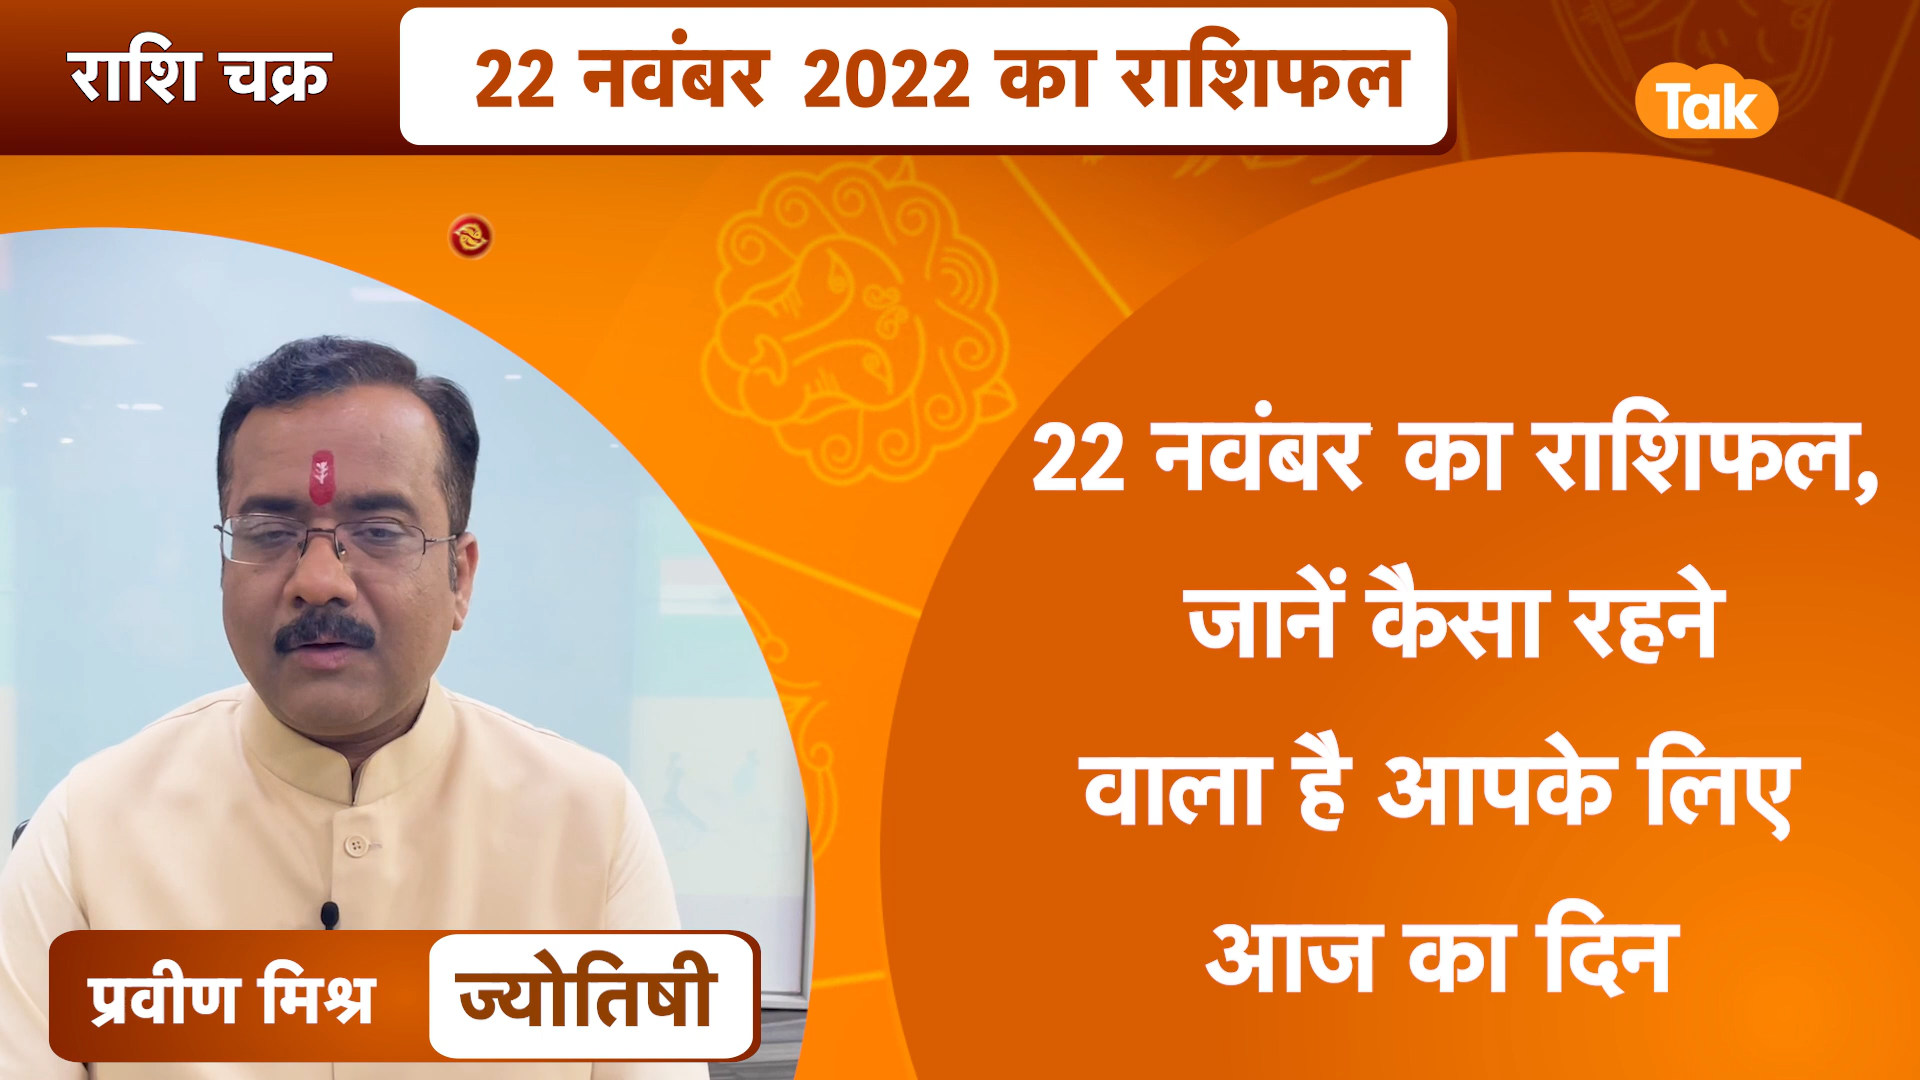 राशि चक्र
22 नवंबर 2022 का राशिफल
Tak
22 नवंबर का राशिफल,
जानें कैसा रहने
वाला है आपके लिए
आज का दिन
प्रवीण मिश्र
ज्योतिषी